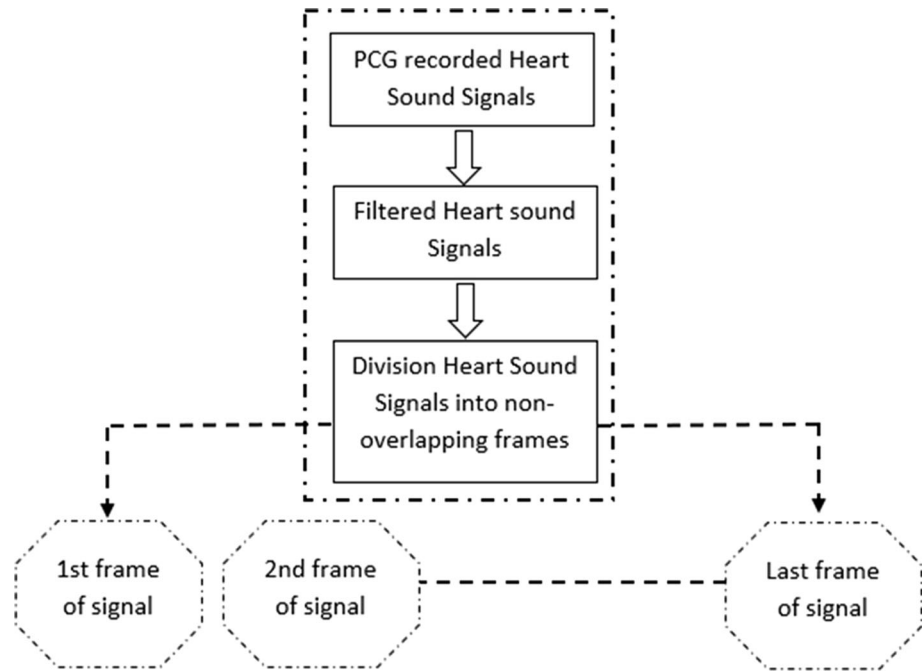 PCG recorded Heart
Sound Signals
Filtered Heart sound
Signals
Division Heart Sound
Signals into non-
overlapping frames
1st frame
of signal
2nd frame
of signal
Last frame
of signal